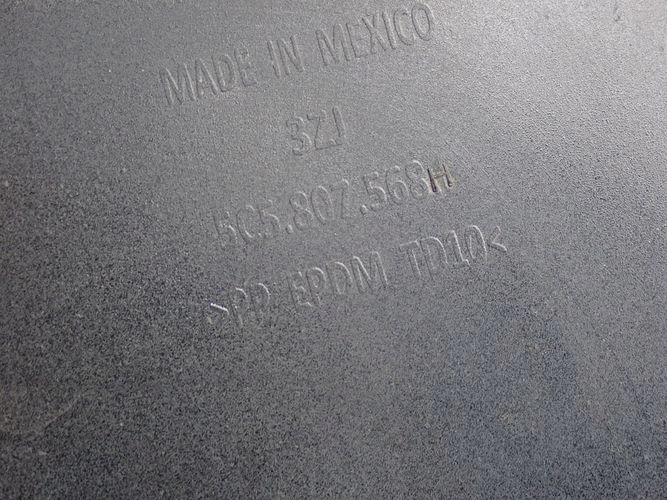 MADE IN MEXICO
3ZJ
5C5.807.568H
>PP EPDM TD10<